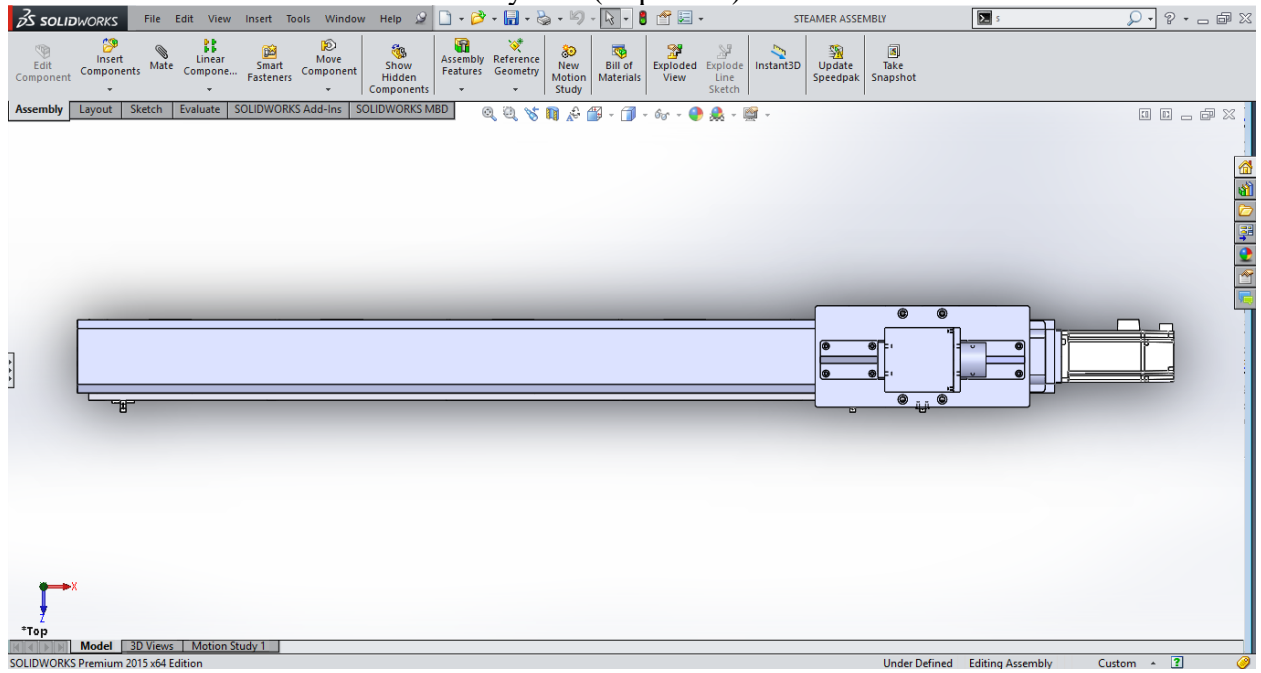 SOLIDWORKS File Edit View Insert Tools Window Help STEAMER ASSEMBLY s
Edit Component
Insert Components
Mate
Linear Compone...
Smart Fasteners
Move Component
Show Hidden Components
Assembly Features
Reference Geometry
New Motion Study
Bill of Materials
Exploded View
Explode Line Sketch
Instant3D
Update Speedpak
Take Snapshot
Assembly Layout Sketch Evaluate SOLIDWORKS Add-Ins SOLIDWORKS MBD
X
Z
*Top
Model 3D Views Motion Study 1
SOLIDWORKS Premium 2015 x64 Edition Under Defined Editing Assembly Custom